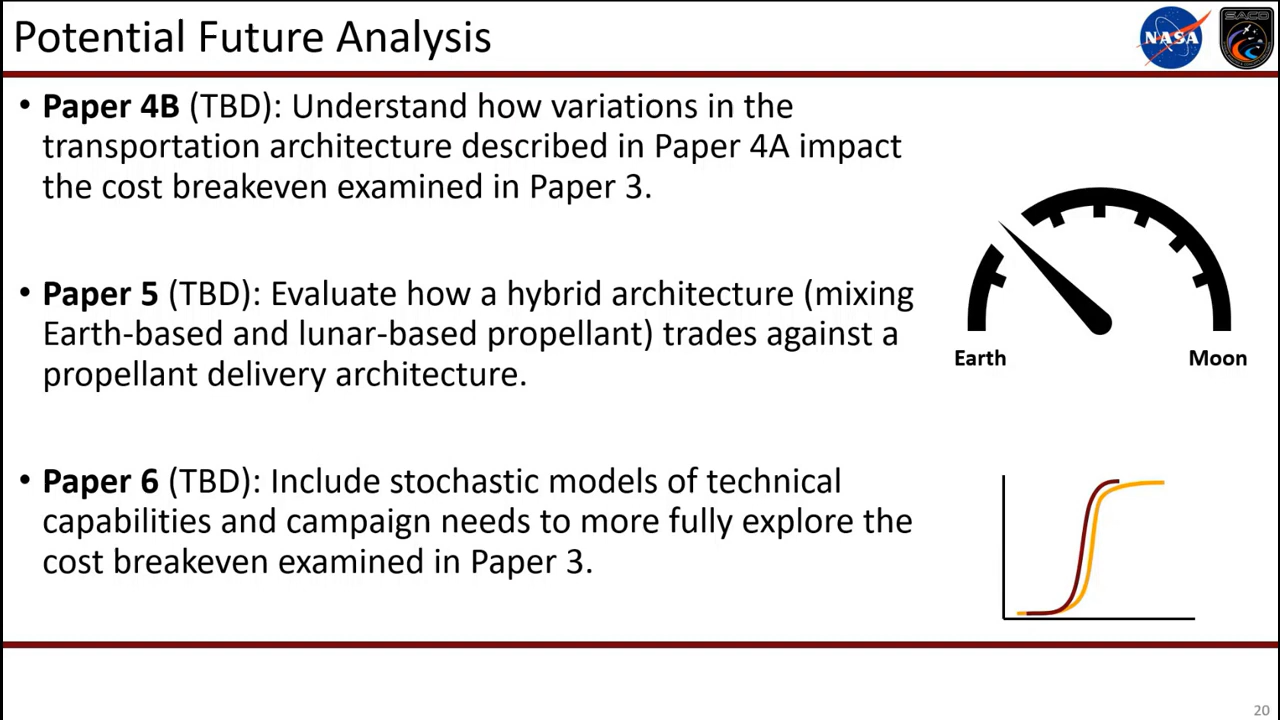 Potential Future Analysis
NASA
SACD
• Paper 4B (TBD): Understand how variations in the
transportation architecture described in Paper 4A impact
the cost breakeven examined in Paper 3.
• Paper 5 (TBD): Evaluate how a hybrid architecture (mixing
Earth-based and lunar-based propellant) trades against a
propellant delivery architecture.
Earth
Moon
• Paper 6 (TBD): Include stochastic models of technical
capabilities and campaign needs to more fully explore the
cost breakeven examined in Paper 3.
20